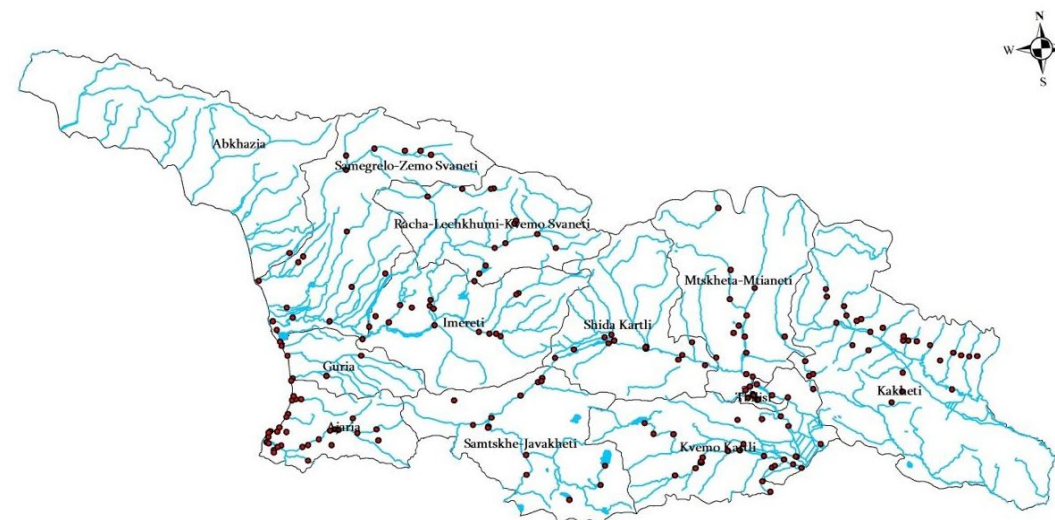 N
W
S
Abkhazia
Samegrelo-Zemo Svaneti
Racha-Lechkhumi-Kvemo Svaneti
Mtskheta-Mtianeti
Imereti
Shida Kartli
Guria
Kakheti
Ajaria
Samtskhe-Javakheti
Kvemo Kartli